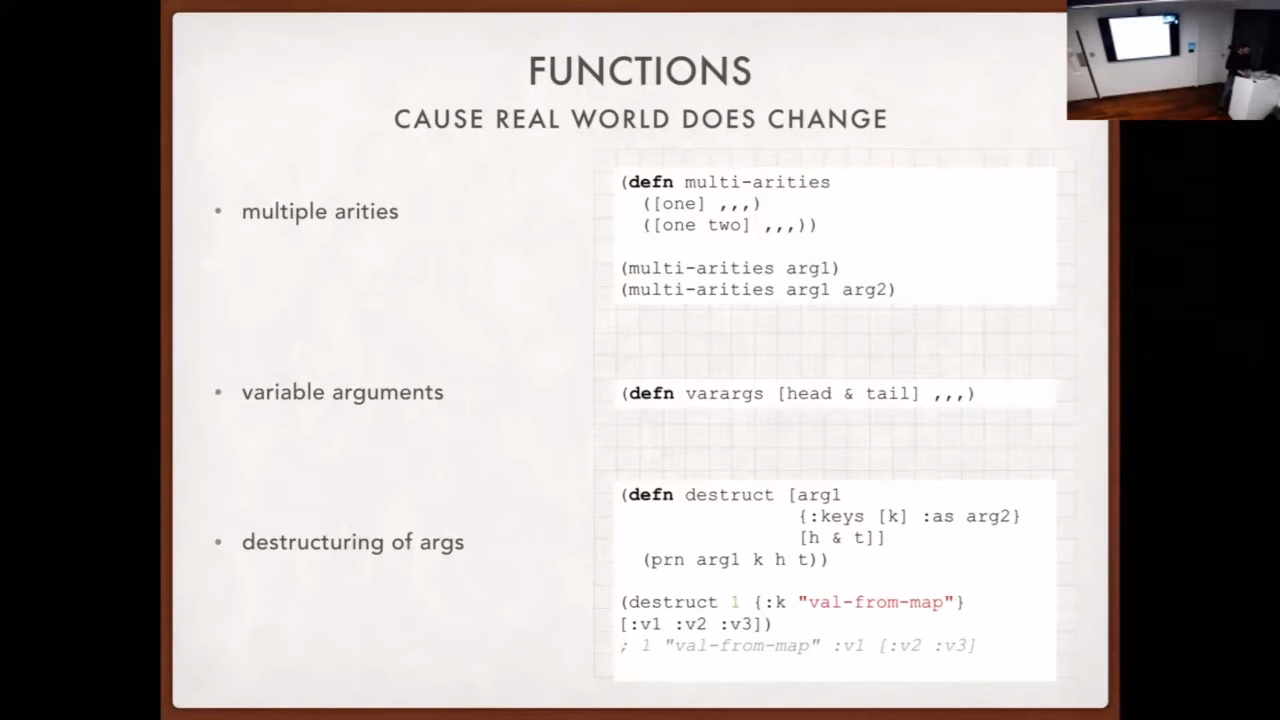 FUNCTIONS
CAUSE REAL WORLD DOES CHANGE
• multiple arities
(defn multi-arities
([one] ,,,)
([one two] ,,,))
(multi-arities arg1)
(multi-arities arg1 arg2)
• variable arguments
(defn varargs [head & tail] ,,,)
• destructuring of args
(defn destruct [arg1
{:keys [k] :as arg2}
[h & t]]
(prn arg1 k h t))
(destruct 1 {:k "val-from-map"}
[:v1 :v2 :v3])
; 1 "val-from-map" :v1 [:v2 :v3]